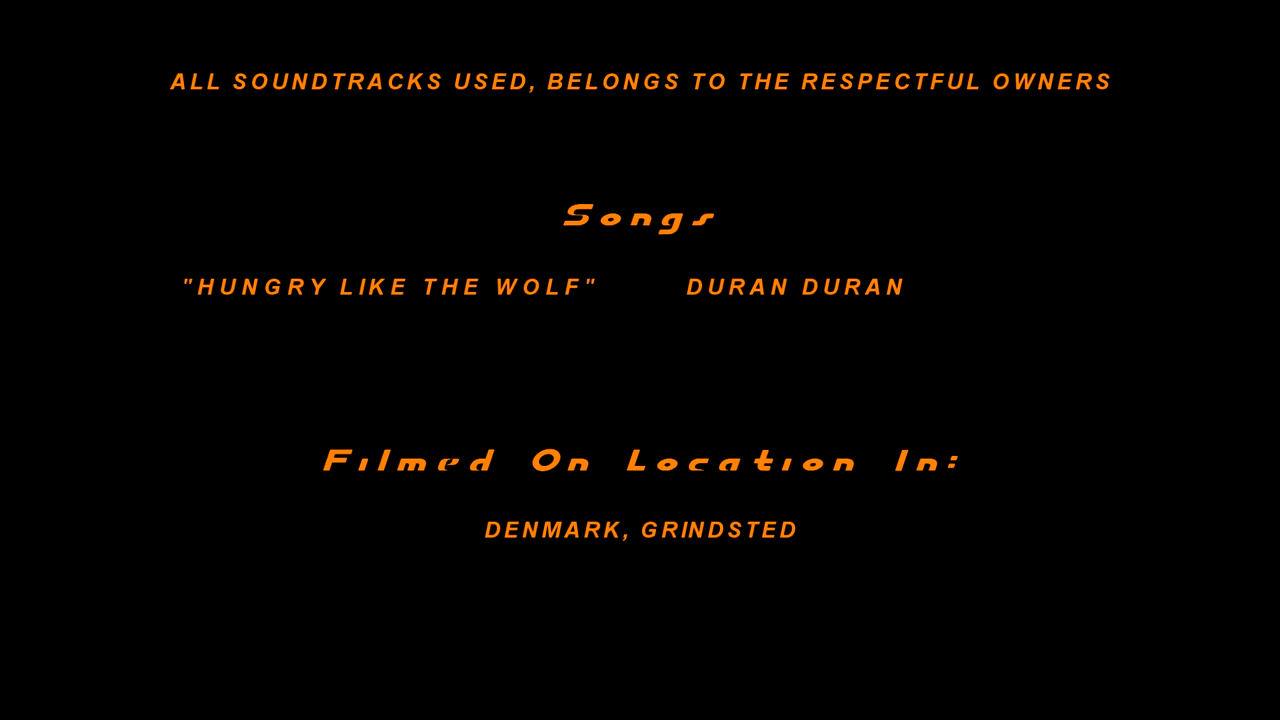 ALL SOUNDTRACKS USED, BELONGS TO THE RESPECTFUL OWNERS
Songs
"HUNGRY LIKE THE WOLF" DURAN DURAN
Filmed On Location In:
DENMARK, GRINDSTED